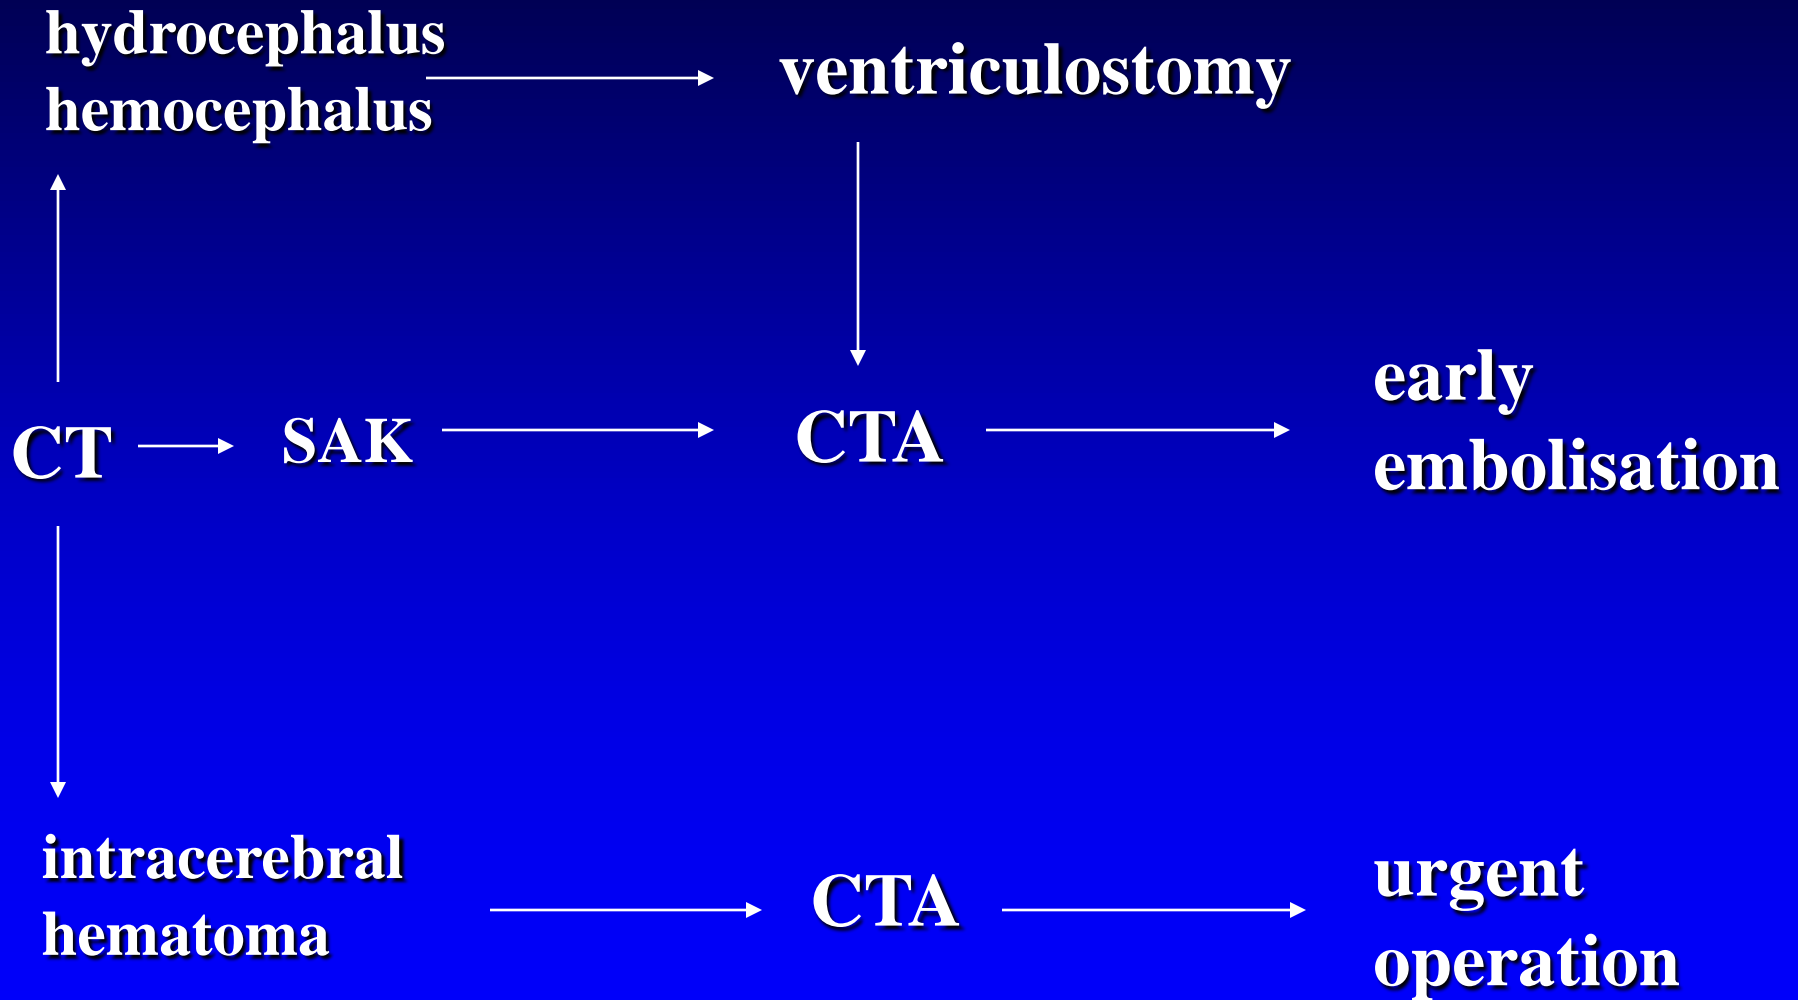 hydrocephalus
hemocephalus
ventriculostomy
CT
SAK
CTA
early
embolisation
intracerebral
hematoma
CTA
urgent
operation